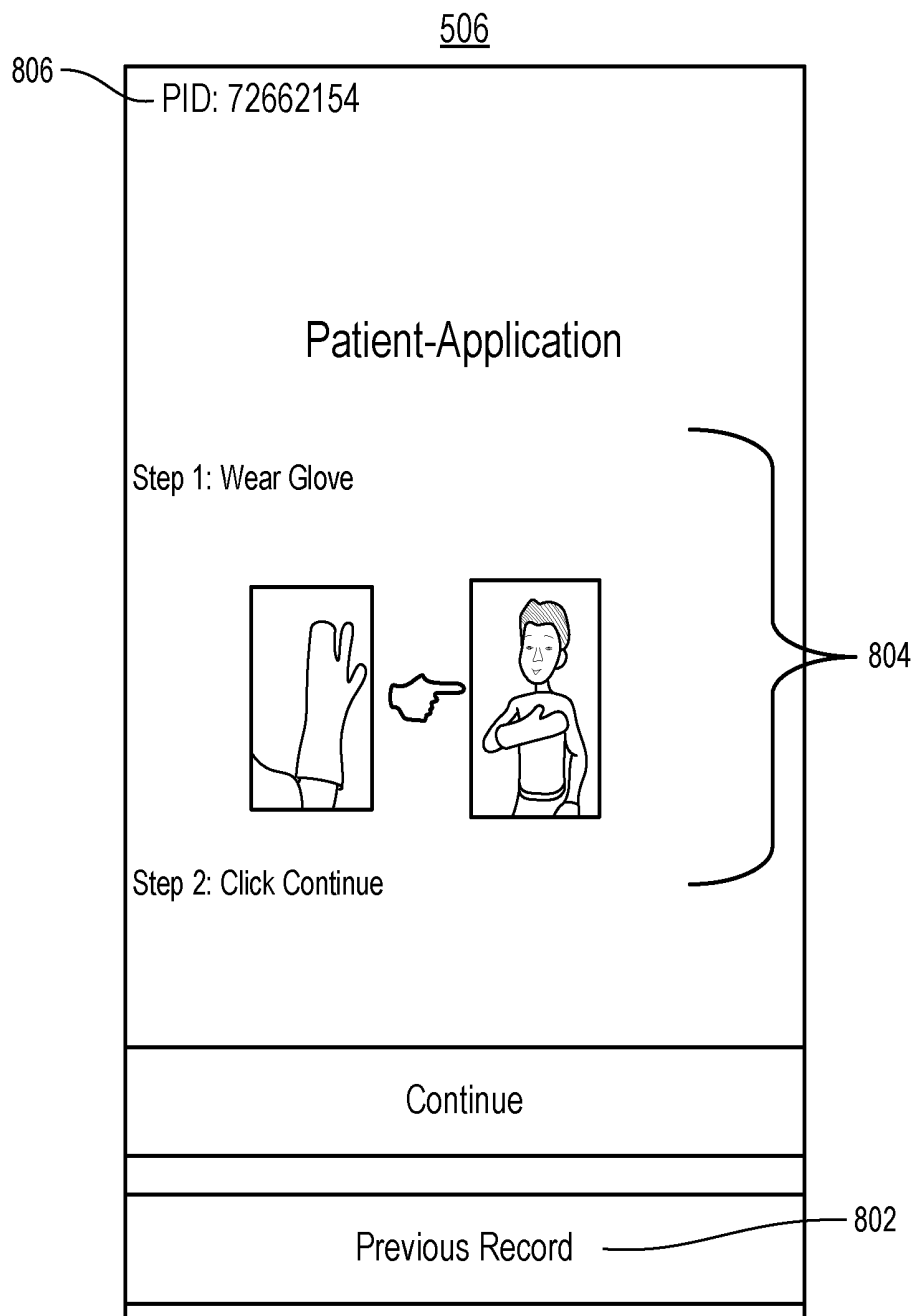 506
806
PID: 72662154
Patient-Application
Step 1: Wear Glove
804
Step 2: Click Continue
Continue
802
Previous Record